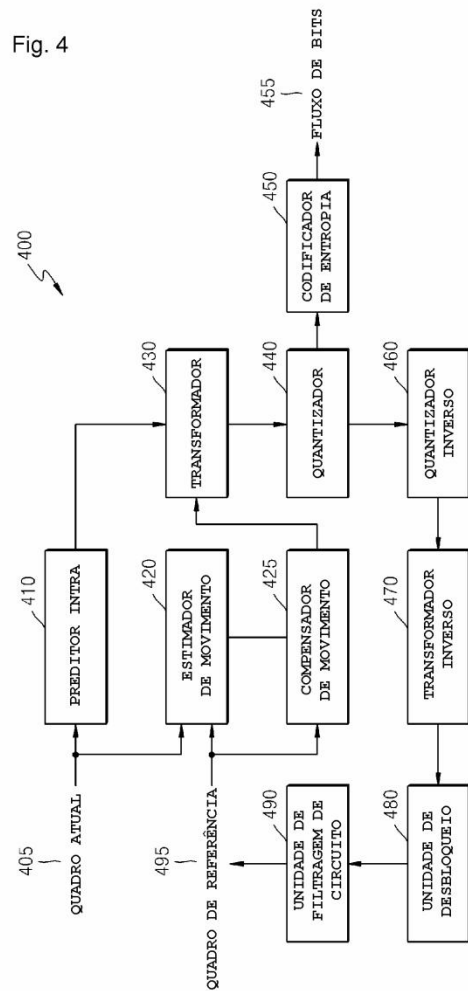 Fig. 4
400
405
QUADRO ATUAL
410
PREDITOR INTRA
495
QUADRO DE REFERÊNCIA
420
ESTIMADOR
DE MOVIMENTO
425
COMPENSADOR
DE MOVIMENTO
430
TRANSFORMADOR
440
QUANTIZADOR
450
CODIFICADOR
DE ENTROPIA
455
FLUXO DE BITS
460
QUANTIZADOR
INVERSO
470
TRANSFORMADOR
INVERSO
480
UNIDADE DE
DESBLOQUEIO
490
UNIDADE DE
FILTRAGEM DE
CIRCUITO